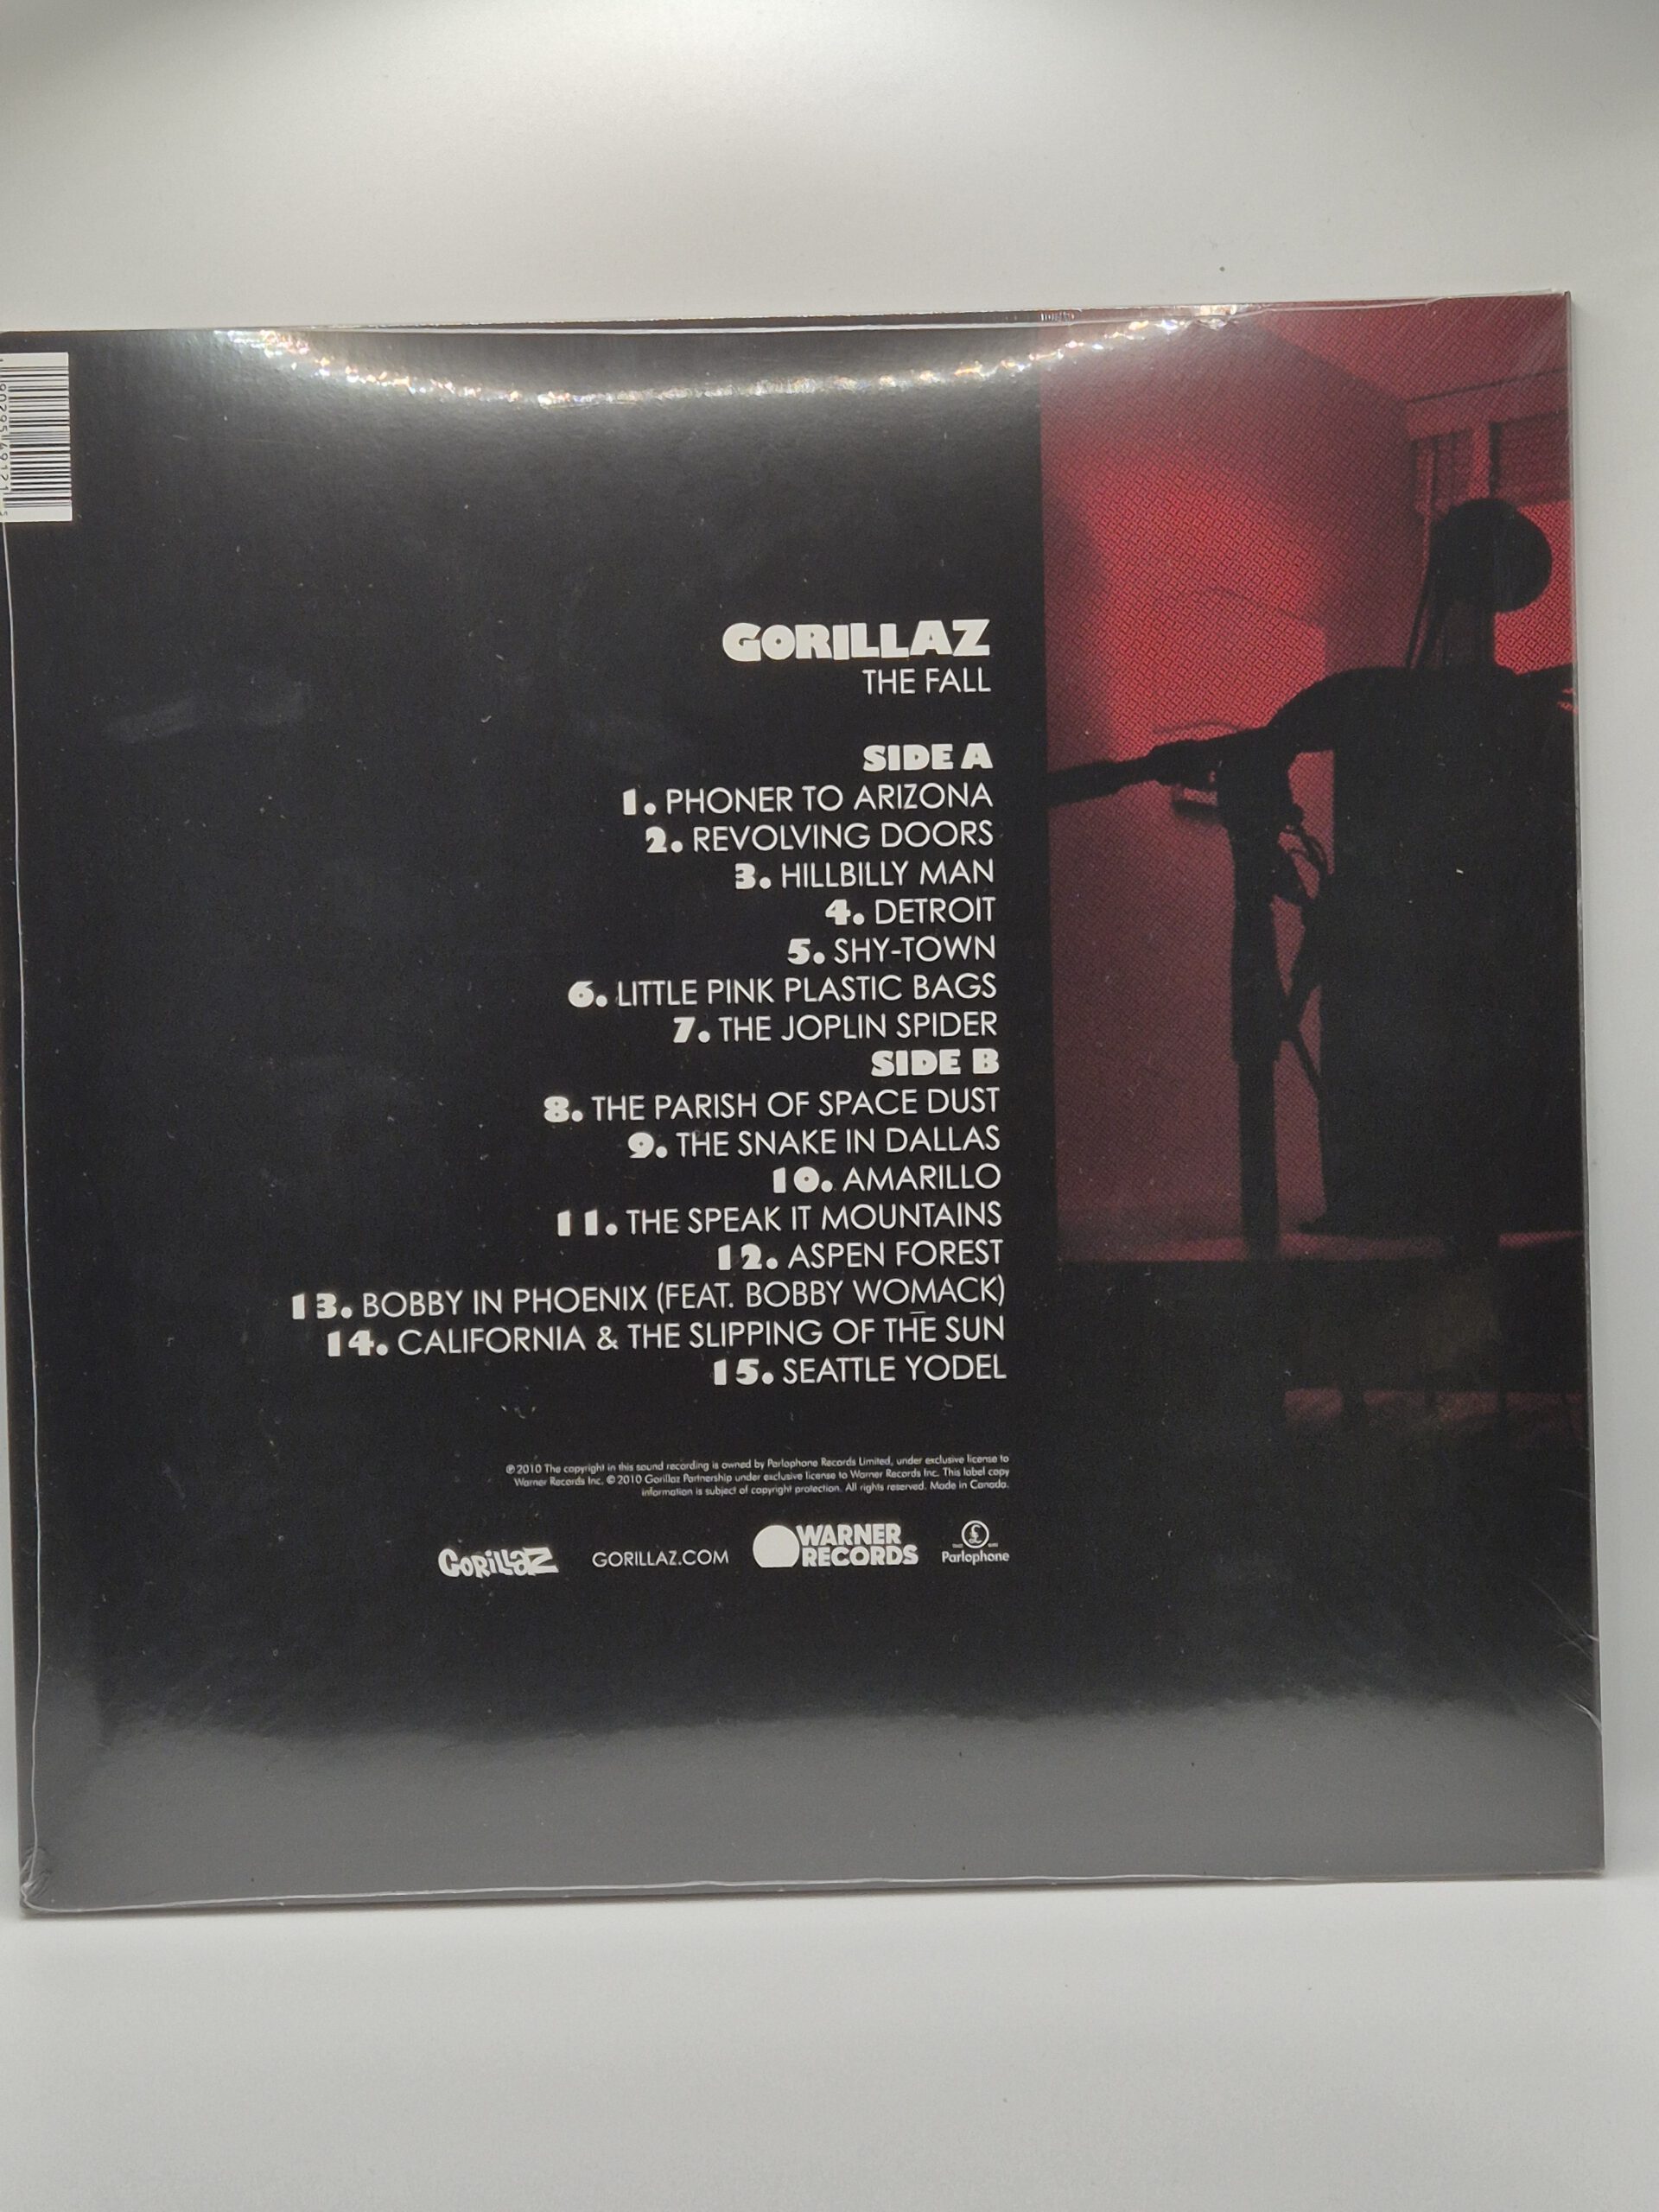 GORILLAZ
THE FALL
SIDE A
1. PHONER TO ARIZONA
2. REVOLVING DOORS
3. HILLBILLY MAN
4. DETROIT
5. SHY-TOWN
6. LITTLE PINK PLASTIC BAGS
7. THE JOPLIN SPIDER
SIDE B
8. THE PARISH OF SPACE DUST
9. THE SNAKE IN DALLAS
10. AMARILLO
11. THE SPEAK IT MOUNTAINS
12. ASPEN FOREST
13. BOBBY IN PHOENIX (FEAT. BOBBY WOMACK)
14. CALIFORNIA & THE SLIPPING OF THE SUN
15. SEATTLE YODEL
℗2010 The copyright in this sound recording is owned by Parlophone Records Limited, under exclusive license to
Warner Records Inc. ©2010 Gorillaz Partnership under exclusive license to Warner Records Inc. This label copy
information is subject of copyright protection. All rights reserved. Made in Canada.
GORILLAZ
GORILLAZ.COM
WARNER
RECORDS
£
Parlophone